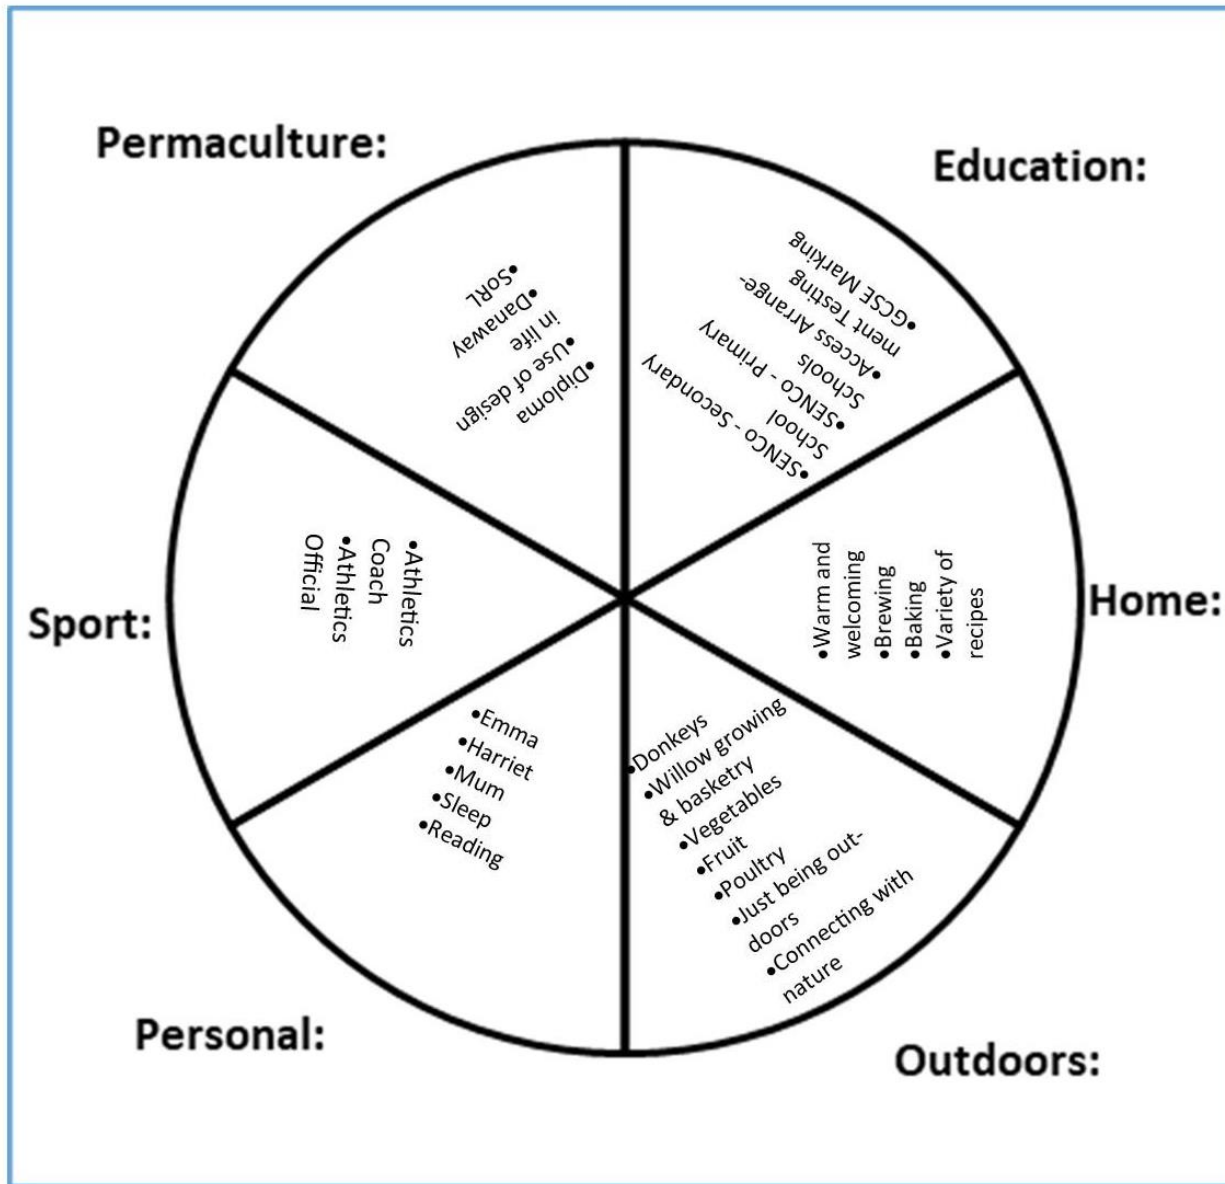 Permaculture:
•Diploma
•Use of design
in life
•Danaway
•SoRL
Education:
•SENCo - Secondary
School
•SENCo - Primary
Schools
•Access Arrange-
ment Testing
•GCSE Marking
Home:
•Warm and
welcoming
•Brewing
•Baking
•Variety of
recipes
Outdoors:
•Donkeys
•Willow growing
& basketry
•Vegetables
•Fruit
•Poultry
•Just being out-
doors
•Connecting with
nature
Personal:
•Emma
•Harriet
•Mum
•Sleep
•Reading
Sport:
•Athletics
Coach
•Athletics
Official